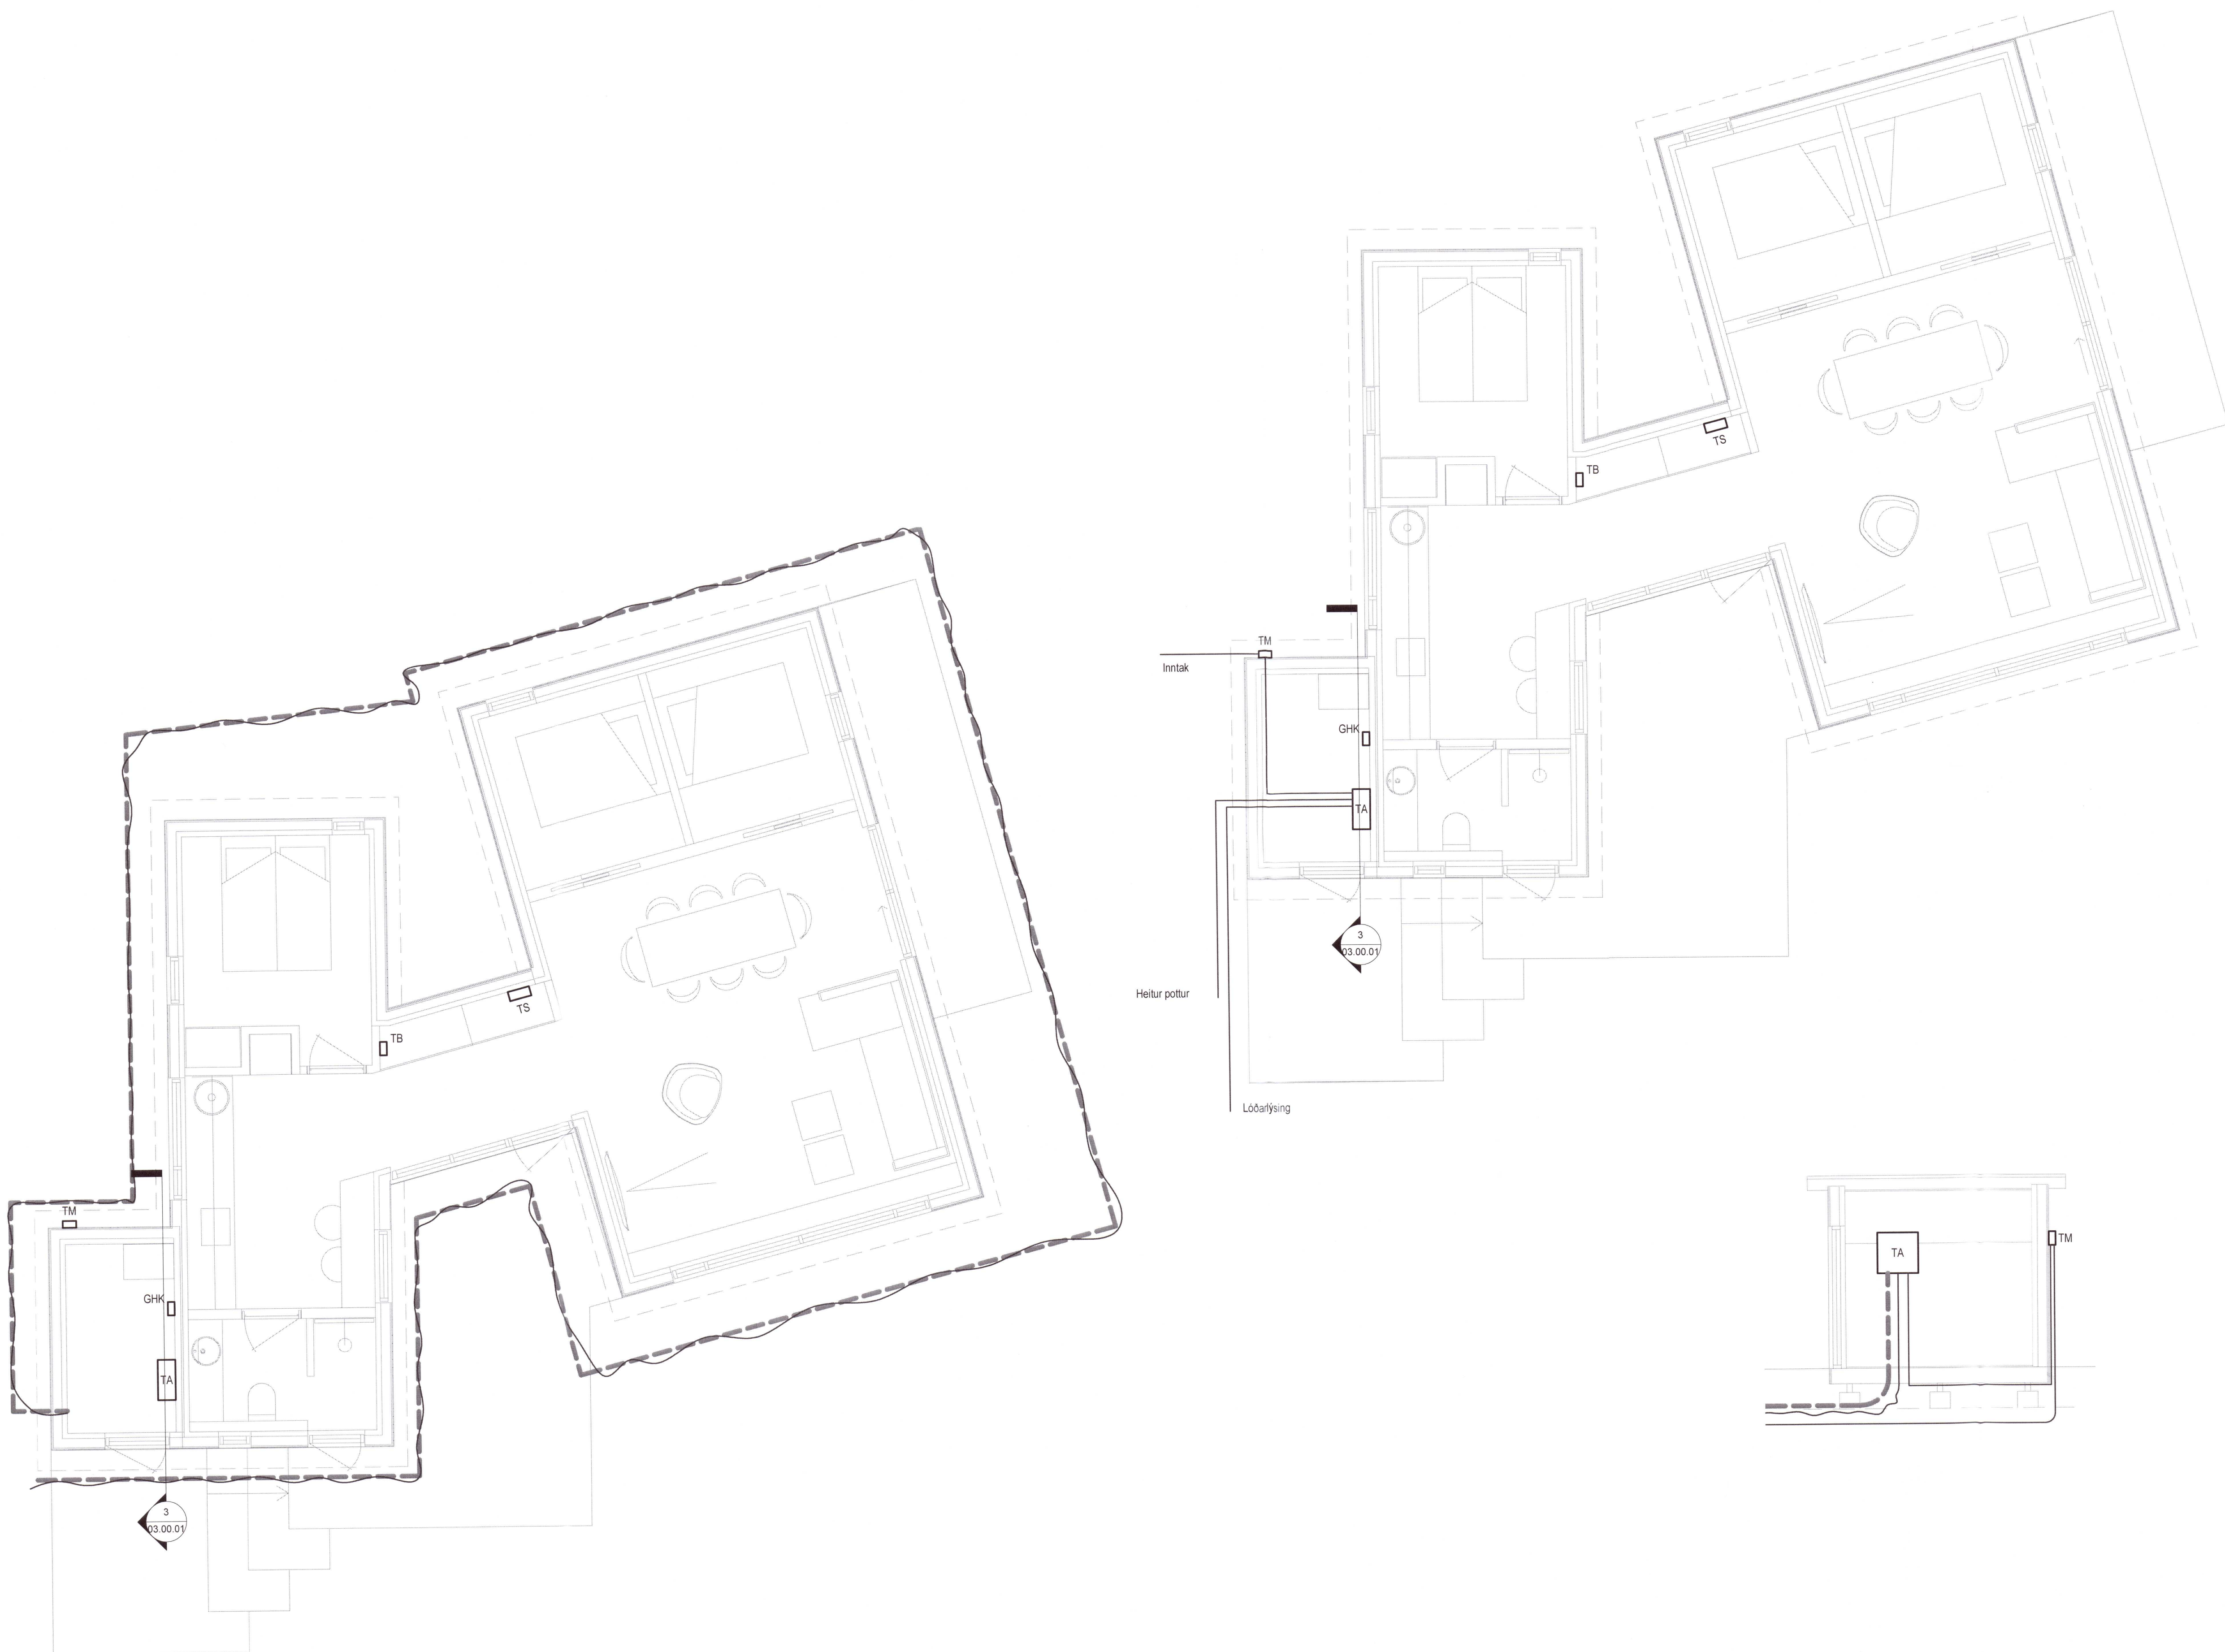 TS
TB
TM
GHK
TA
3
03.00.01
TS
TB
TM
Inntak
GHK
TA
3
03.00.01
Heitur pottur
Lóðarlýsing
TA
TM